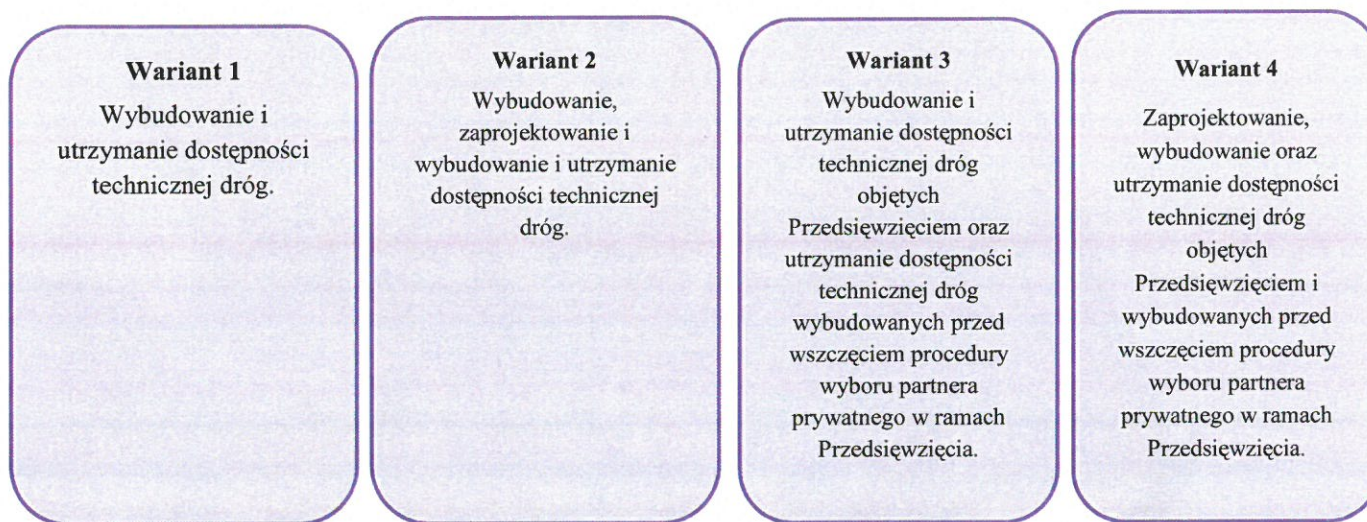 Wariant 1
Wybudowanie i
utrzymanie dostępności
technicznej dróg.
Wariant 2
Wybudowanie,
zaprojektowanie i
wybudowanie i utrzymanie
dostępności technicznej
dróg.
Wariant 3
Wybudowanie i
utrzymanie dostępności
technicznej dróg
objętych
Przedsięwzięciem oraz
utrzymanie dostępności
technicznej dróg
wybudowanych przed
wszczęciem procedury
wyboru partnera
prywatnego w ramach
Przedsięwzięcia.
Wariant 4
Zaprojektowanie,
wybudowanie oraz
utrzymanie dostępności
technicznej dróg
objętych
Przedsięwzięciem i
wybudowanych przed
wszczęciem procedury
wyboru partnera
prywatnego w ramach
Przedsięwzięcia.